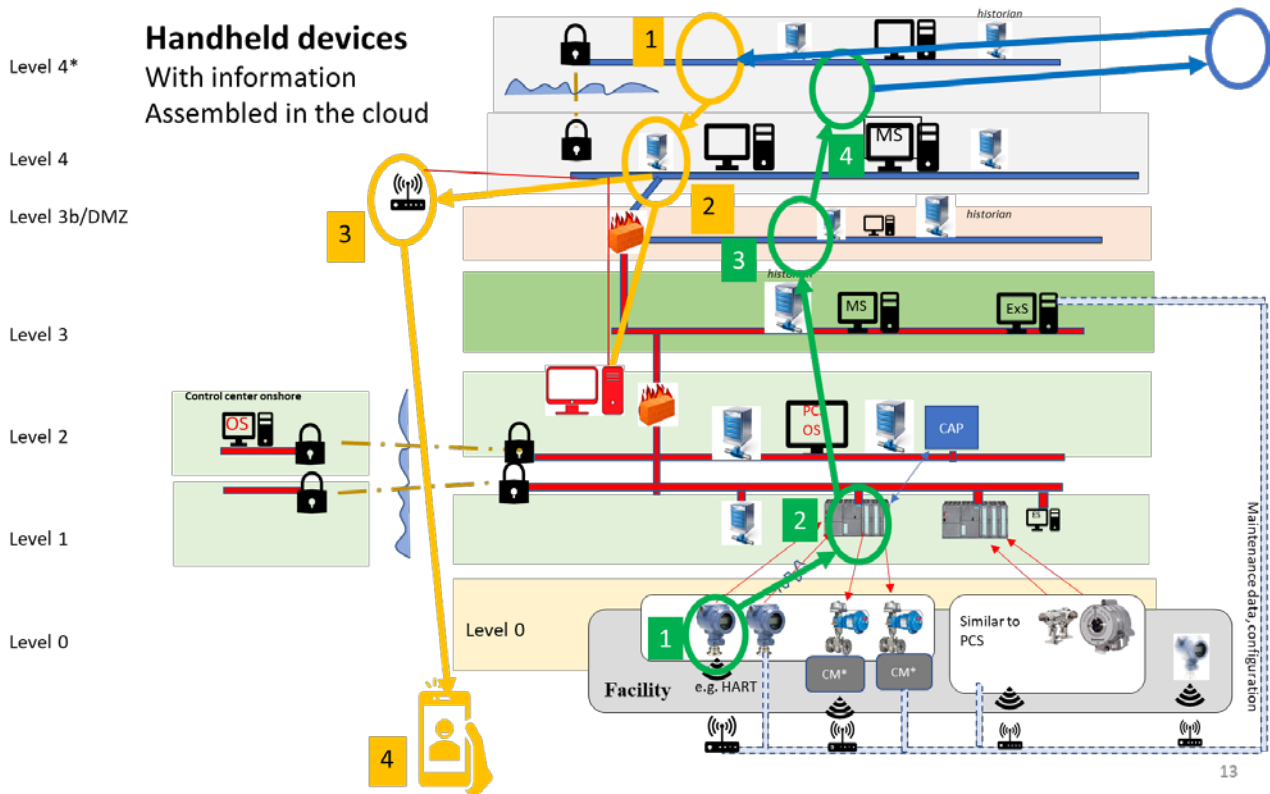 Handheld devices
With information
Assembled in the cloud
Level 4*
Level 4
Level 3b/DMZ
Level 3
Level 2
Level 1
Level 0
1
historian
MS
4
2
3
historian
3
historian
MS
ExS
Control center onshore
OS
OS
CAP
2
ES
Maintenance data, configuration
Level 0
1
e.g. HART
Facility
CM*
CM*
Similar to
PCS
4
13